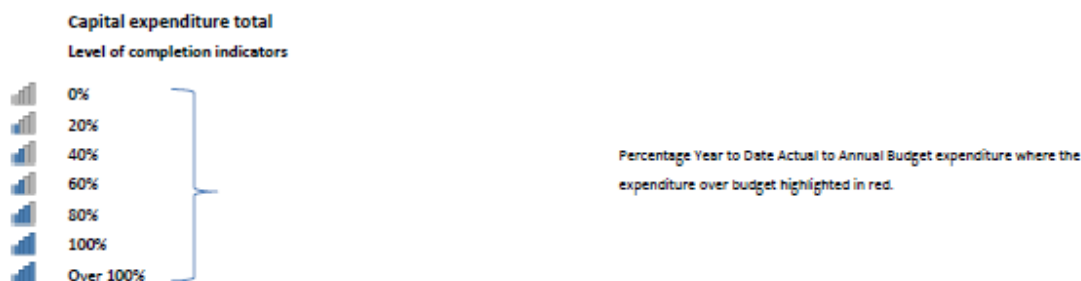 Capital expenditure total
Level of completion indicators
0%
20%
40%
Percentage Year to Date Actual to Annual Budget expenditure where the
60%
expenditure over budget highlighted in red.
80%
100%
Over 100%